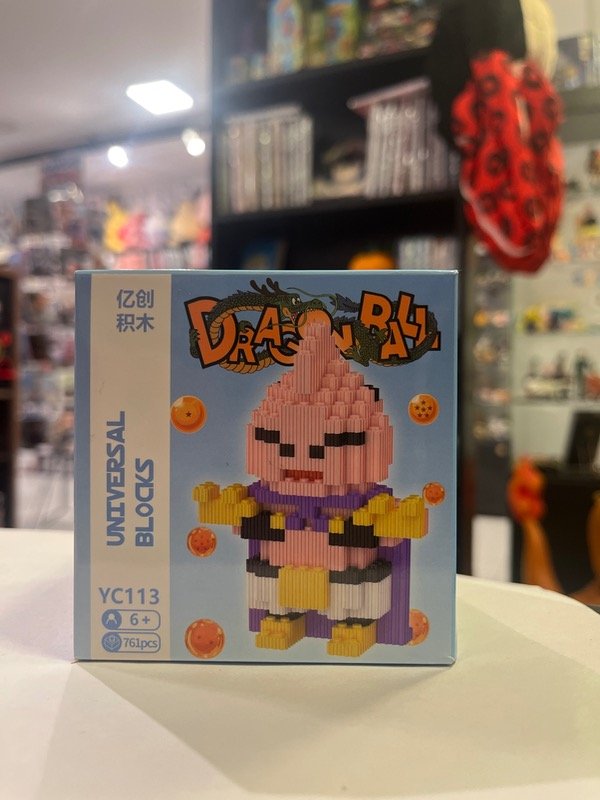 亿创
积木
DRAGON BALL
UNIVERSAL
BLOCKS
YC113
6+
761pcs